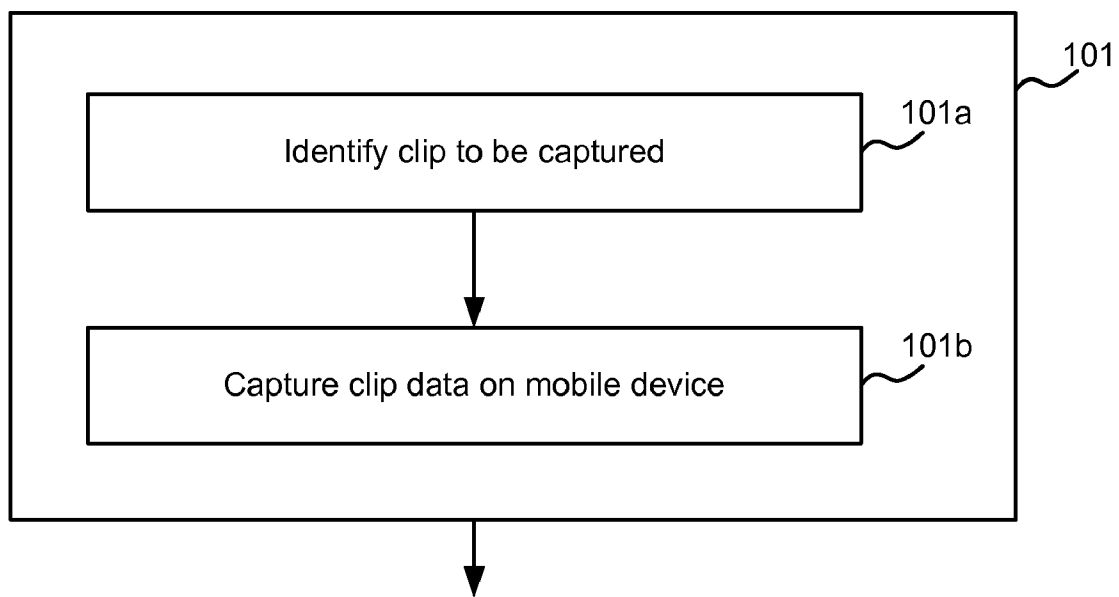 101
101a
Identify clip to be captured
101b
Capture clip data on mobile device